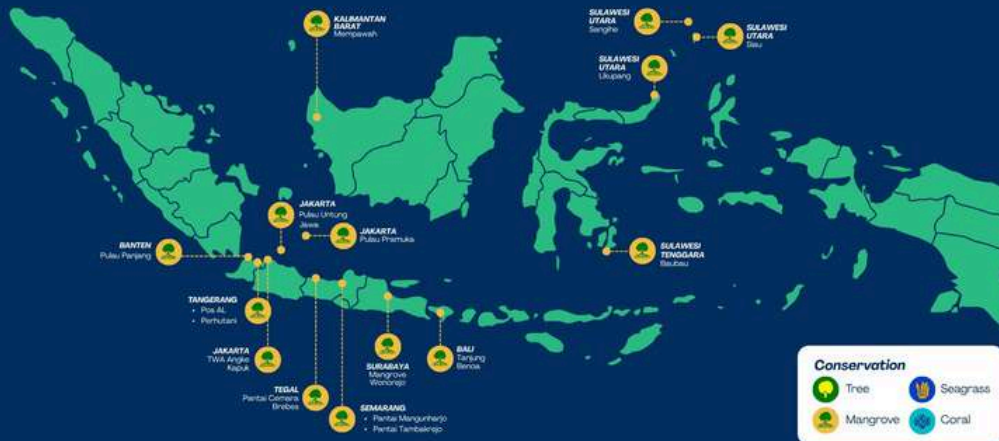 KALIMANTAN
BARAT
Mempawah
SULAWESI
UTARA
Sangihe
SULAWESI
UTARA
Siau
SULAWESI
UTARA
Likupang
JAKARTA
Pulau Untung
Jawa
JAKARTA
Pulau Pramuka
BANTEN
Pulau Panjang
SULAWESI
TENGGARA
Baubau
TANGERANG
• Pos AL
• Perhutani
JAKARTA
TWA Angke
Kapuk
TEGAL
Pantai Cemara
Brebes
SEMARANG
• Pantai Mangunharjo
• Pantai Tambakrejo
SURABAYA
Mangrove
Wonorejo
BALI
Tanjung
Benoa
Conservation
Tree
Seagrass
Mangrove
Coral